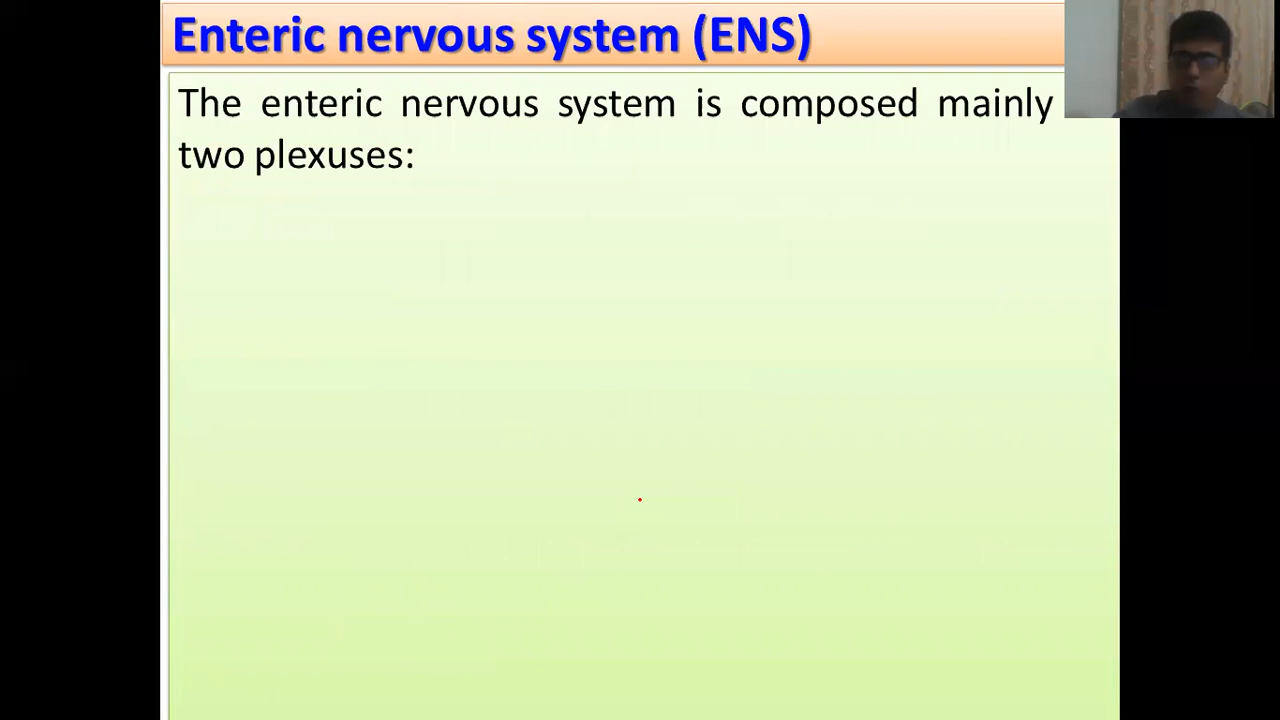 Enteric nervous system (ENS)
The enteric nervous system is composed mainly
two plexuses: